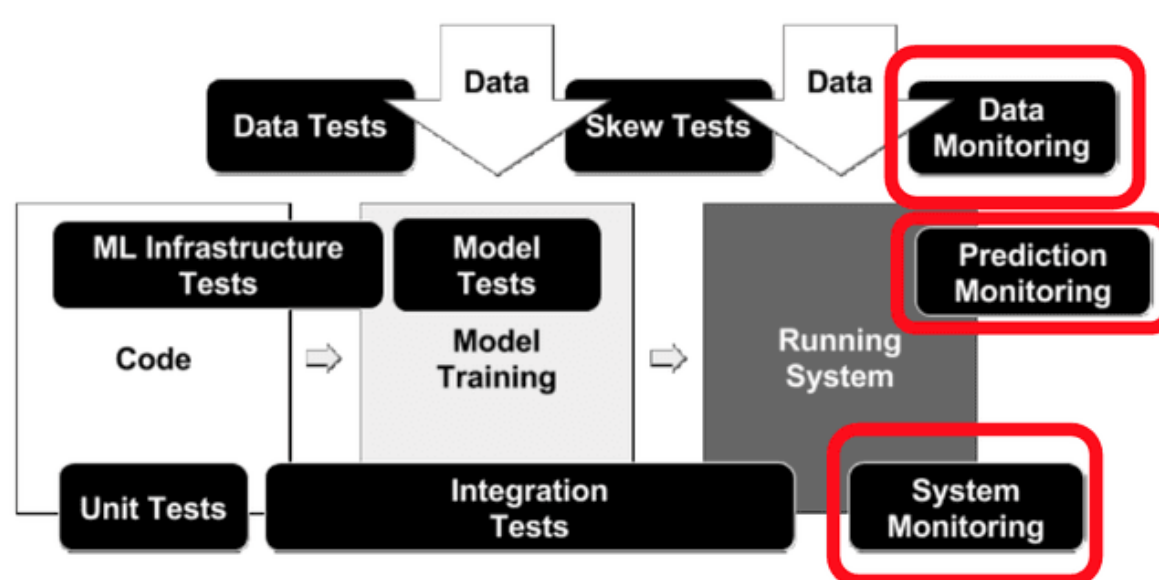 Data
Data
Data Tests
Skew Tests
Data
Monitoring
ML Infrastructure
Tests
Model
Tests
Prediction
Monitoring
Code
Model
Training
Running
System
Unit Tests
Integration
Tests
System
Monitoring